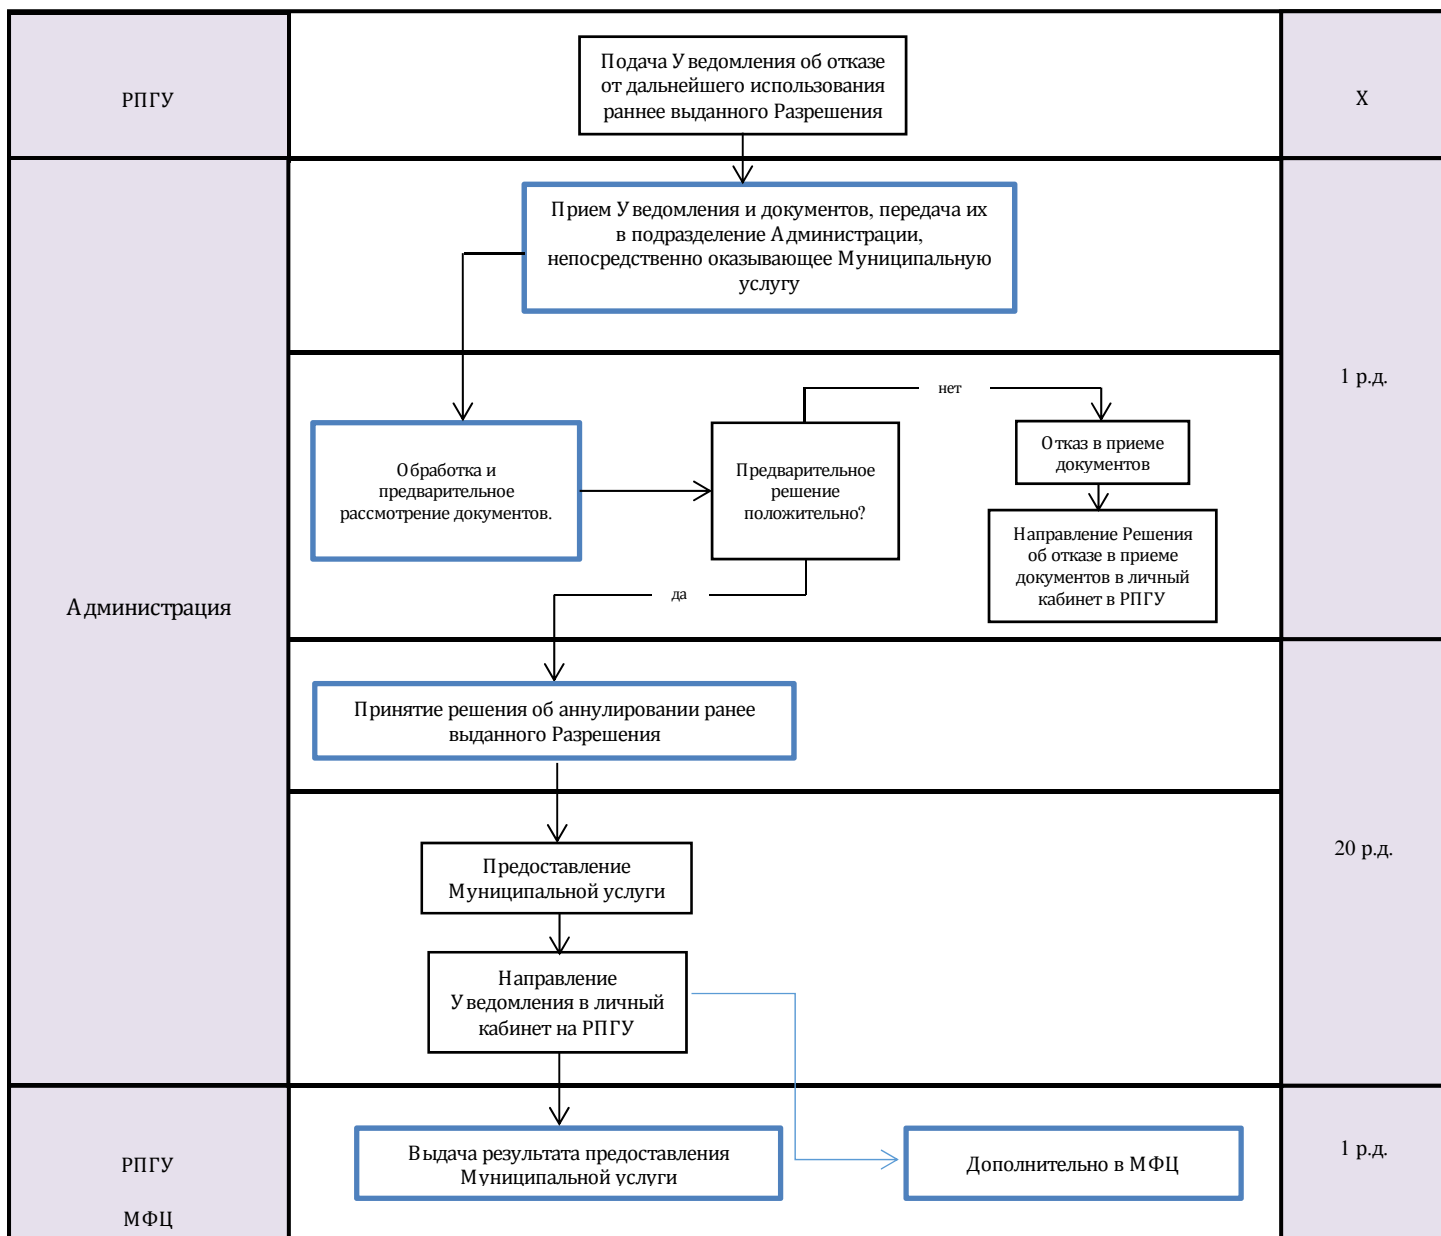 РПГУ
Подача Уведомления об отказе
от дальнейшего использования
раннее выданного Разрешения
X
Администрация
Прием Уведомления и документов, передача их
в подразделение Администрации,
непосредственно оказывающее Муниципальную
услугу
1 р.д.
нет
Обработка и
предварительное
рассмотрение документов.
Предварительное
решение
положительно?
Отказ в приеме
документов
Направление Решения
об отказе в приеме
документов в личный
кабинет в РПГУ
да
Принятие решения об аннулировании ранее
выданного Разрешения
20 р.д.
Предоставление
Муниципальной услуги
Направление
Уведомления в личный
кабинет на РПГУ
РПГУ
МФЦ
Выдача результата предоставления
Муниципальной услуги
Дополнительно в МФЦ
1 р.д.